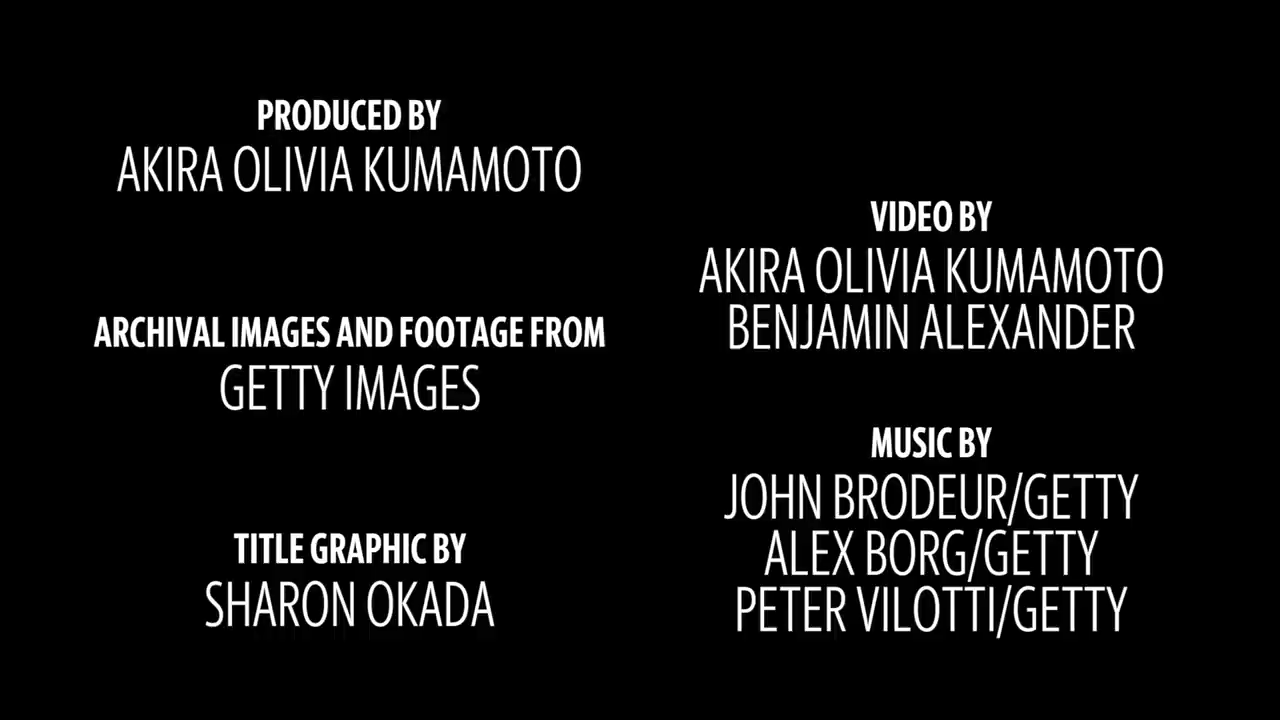 PRODUCED BY
AKIRA OLIVIA KUMAMOTO
ARCHIVAL IMAGES AND FOOTAGE FROM
GETTY IMAGES
TITLE GRAPHIC BY
SHARON OKADA
VIDEO BY
AKIRA OLIVIA KUMAMOTO
BENJAMIN ALEXANDER
MUSIC BY
JOHN BRODEUR/GETTY
ALEX BORG/GETTY
PETER VILOTTI/GETTY